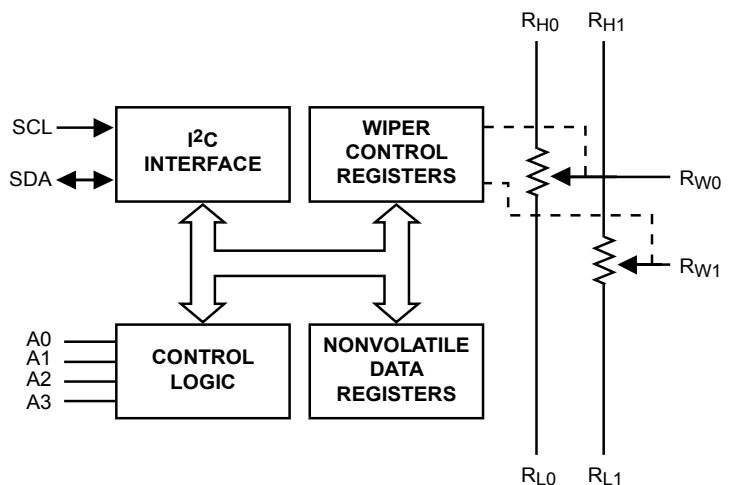 RH0 RH1
SCL
SDA
I2C
INTERFACE
WIPER
CONTROL
REGISTERS
RW0
RW1
A0
A1
A2
A3
CONTROL
LOGIC
NONVOLATILE
DATA
REGISTERS
RL0 RL1